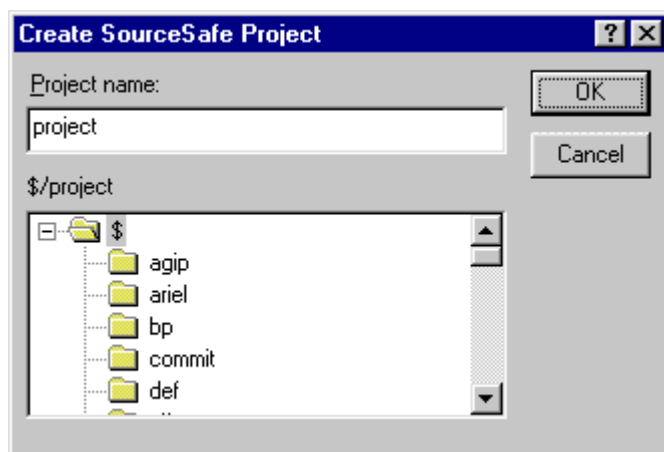 Create SourceSafe Project
Project name:
OK
project
Cancel
$/project
$
agip
ariel
bp
commit
def